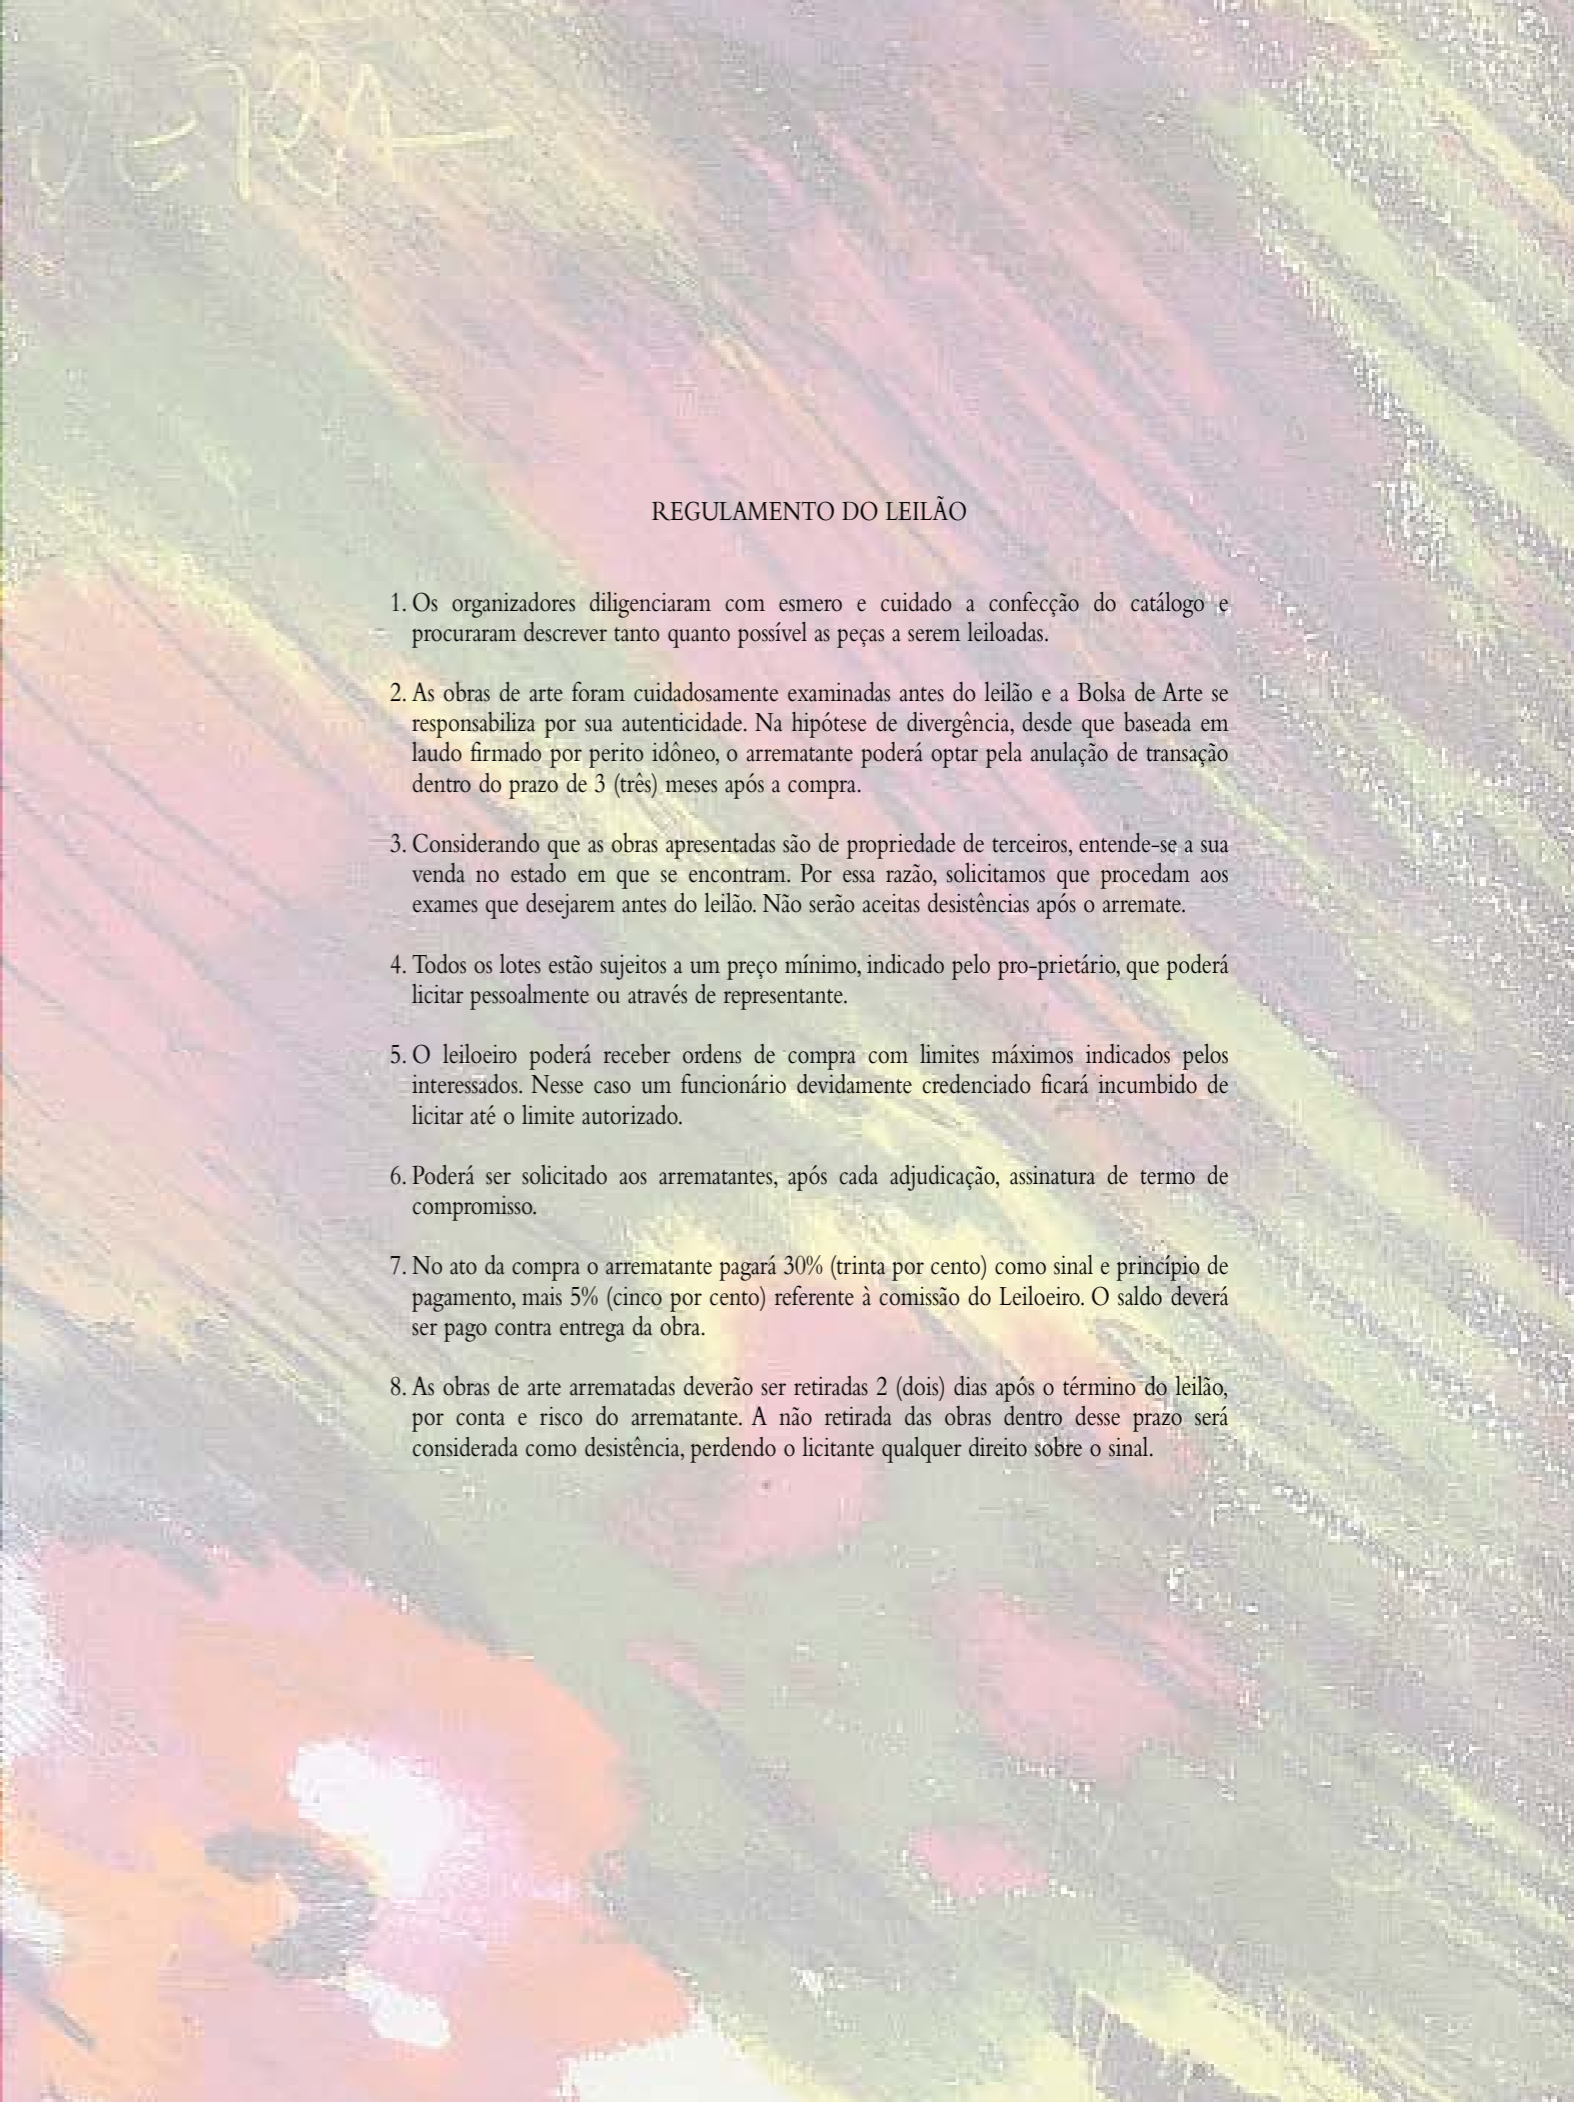 REGULAMENTO DO LEILÃO
1. Os organizadores diligenciaram com esmero e cuidado a confecção do catálogo e
procuraram descrever tanto quanto possível as peças a serem leiloadas.
2. As obras de arte foram cuidadosamente examinadas antes do leilão e a Bolsa de Arte se
responsabiliza por sua autenticidade. Na hipótese de divergência, desde que baseada em
laudo firmado por perito idôneo, o arrematante poderá optar pela anulação de transação
dentro do prazo de 3 (três) meses após a compra.
3. Considerando que as obras apresentadas são de propriedade de terceiros, entende-se a sua
venda no estado em que se encontram. Por essa razão, solicitamos que procedam aos
exames que desejarem antes do leilão. Não serão aceitas desistências após o arremate.
4. Todos os lotes estão sujeitos a um preço mínimo, indicado pelo pro-prietário, que poderá
licitar pessoalmente ou através de representante.
5. O leiloeiro poderá receber ordens de compra com limites máximos indicados pelos
interessados. Nesse caso um funcionário devidamente credenciado ficará incumbido de
licitar até o limite autorizado.
6. Poderá ser solicitado aos arrematantes, após cada adjudicação, assinatura de termo de
compromisso.
7. No ato da compra o arrematante pagará 30% (trinta por cento) como sinal e princípio de
pagamento, mais 5% (cinco por cento) referente à comissão do Leiloeiro. O saldo deverá
ser pago contra entrega da obra.
8. As obras de arte arrematadas deverão ser retiradas 2 (dois) dias após o término do leilão,
por conta e risco do arrematante. A não retirada das obras dentro desse prazo será
considerada como desistência, perdendo o licitante qualquer direito sobre o sinal.